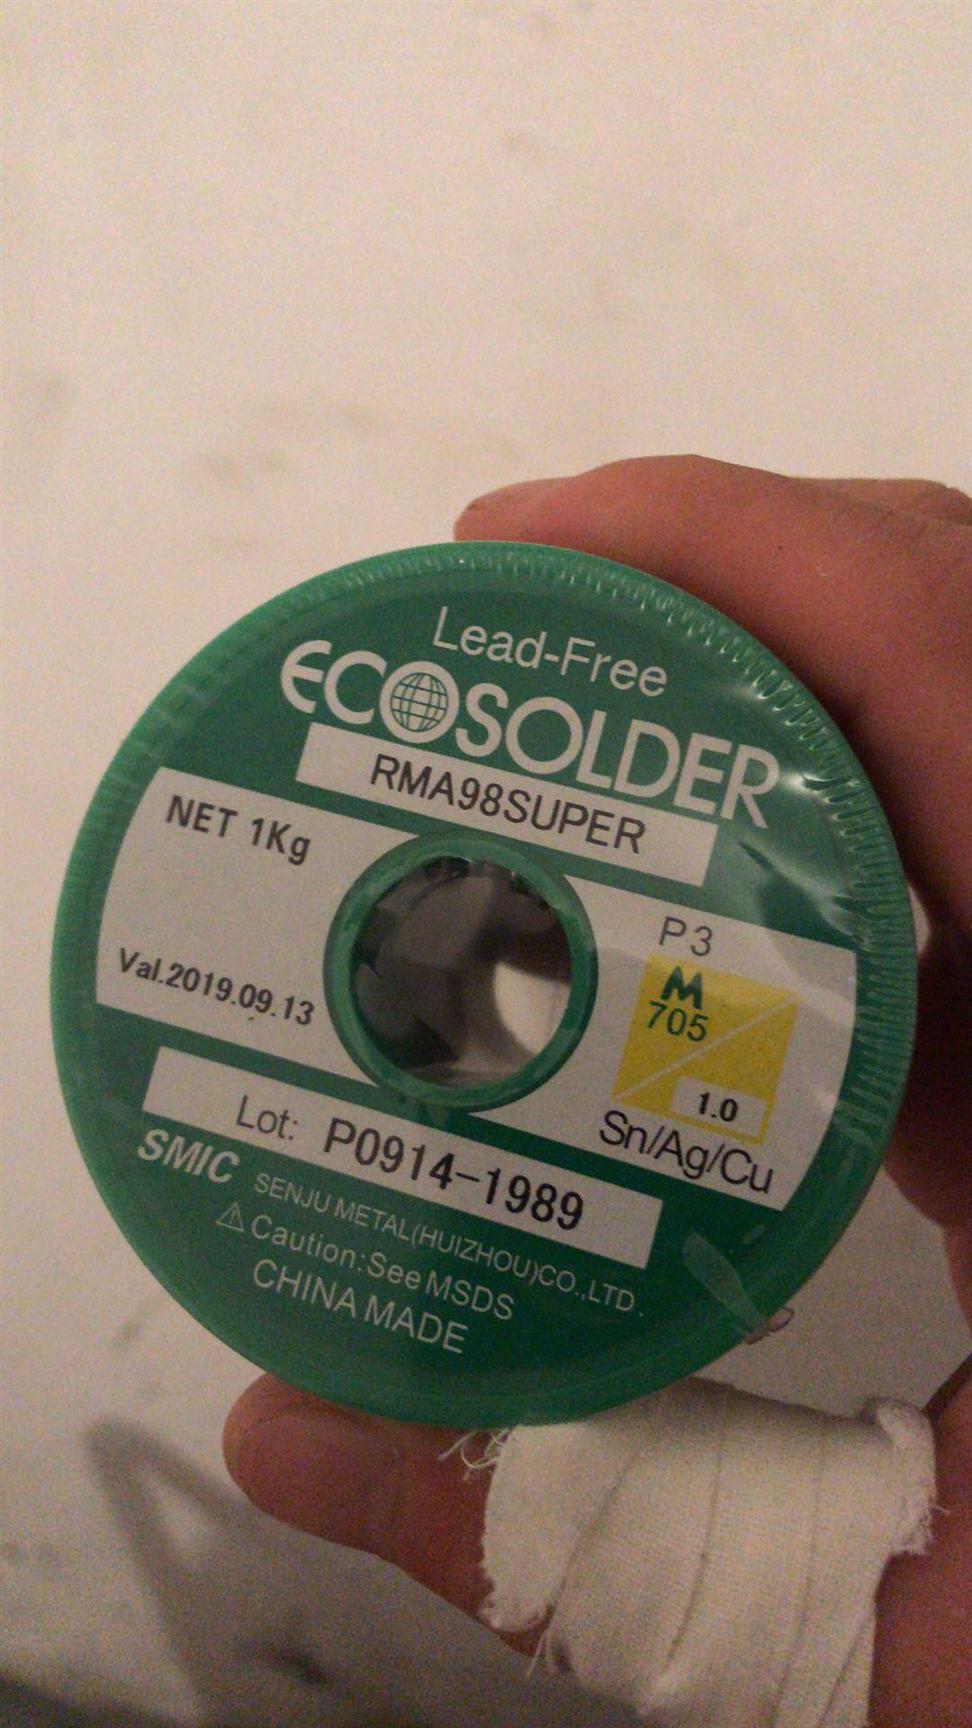 Lead-Free
ECOSOLDER
RMA98SUPER
NET 1Kg
P3
M
705
Val.2019.09.13
1.0
Sn/Ag/Cu
Lot: P0914-1989
SMIC SENJU METAL(HUIZHOU)CO.,LTD.
Caution:See MSDS
CHINA MADE